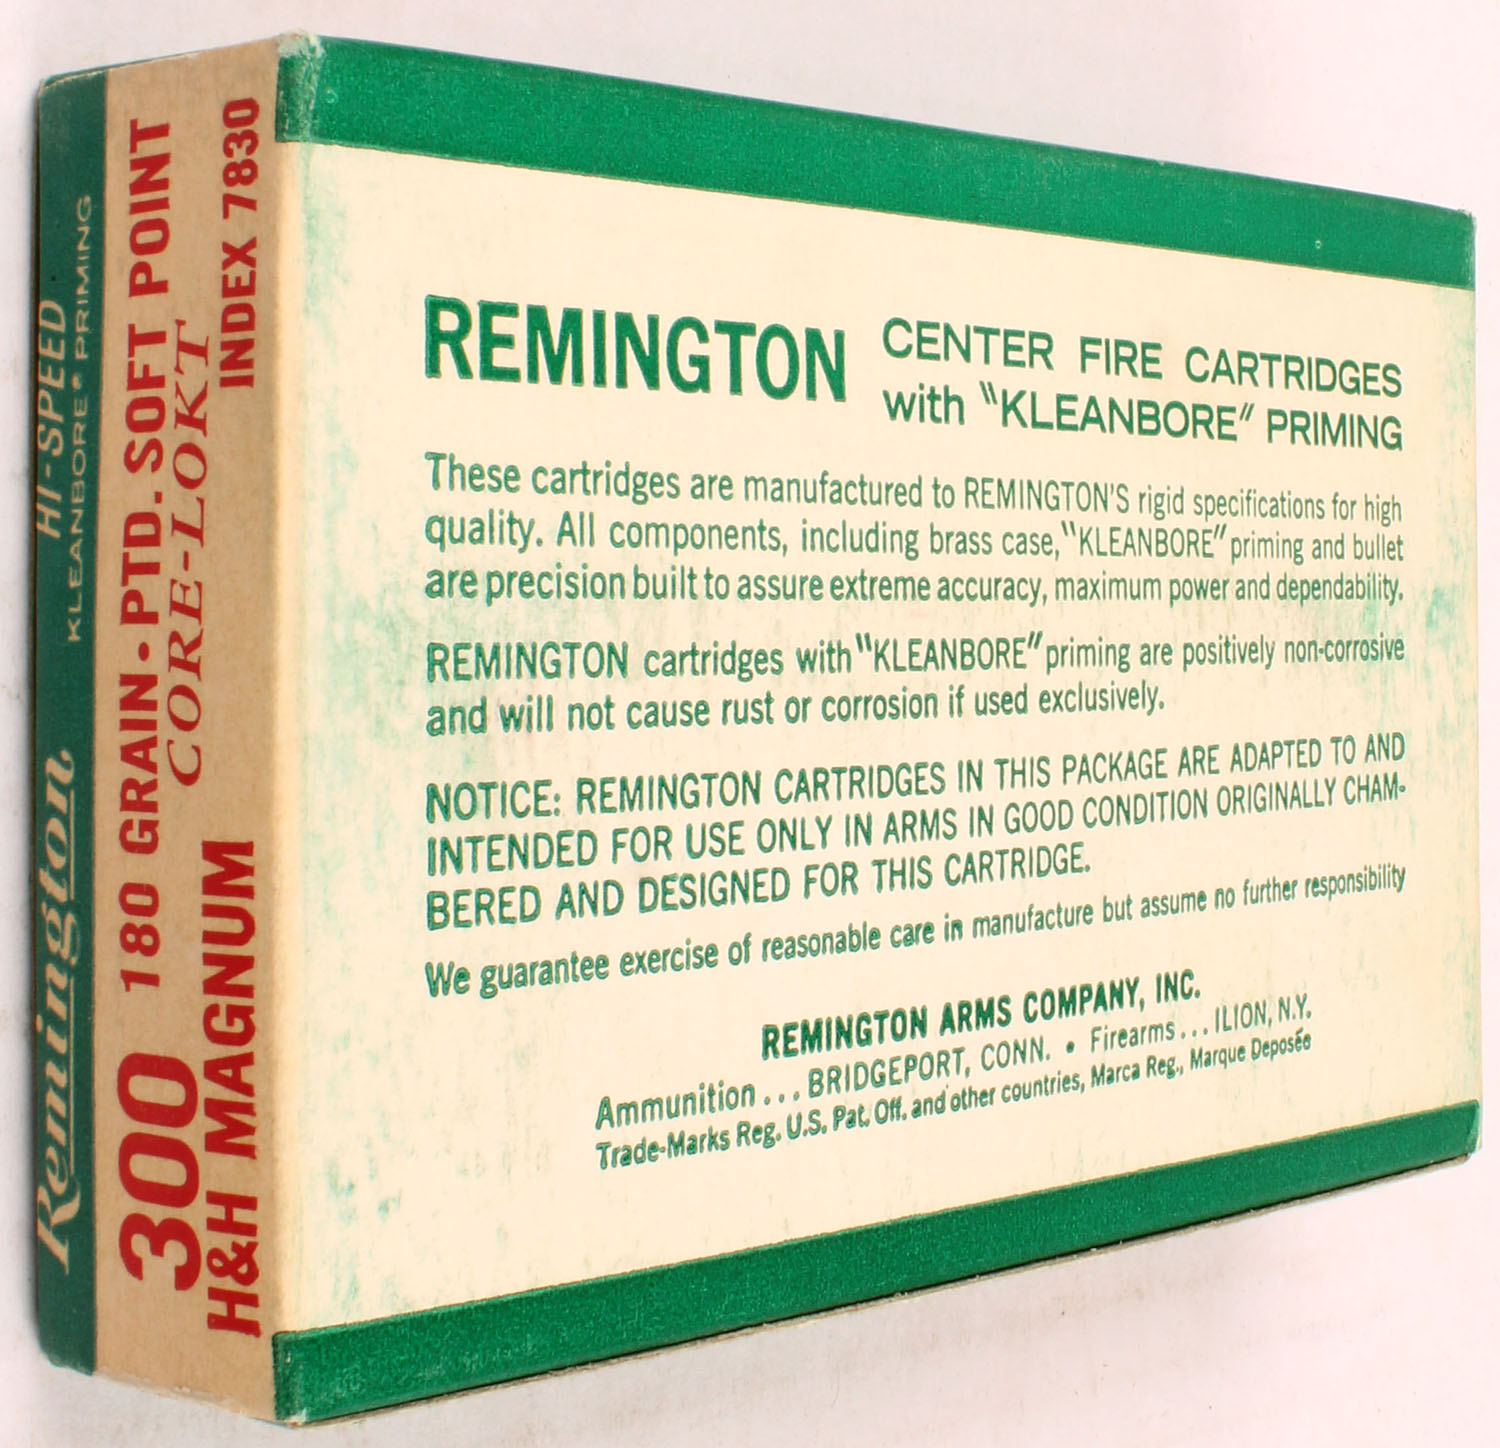 Remington HI-SPEED
KLEANBORE • PRIMING
300 180 GRAIN • PTD. SOFT POINT
CORE-LOKT
H&H MAGNUM INDEX 7830
REMINGTON CENTER FIRE CARTRIDGES
with "KLEANBORE" PRIMING
These cartridges are manufactured to REMINGTON'S rigid specifications for high
quality. All components, including brass case, "KLEANBORE" priming and bullet
are precision built to assure extreme accuracy, maximum power and dependability.
REMINGTON cartridges with "KLEANBORE" priming are positively non-corrosive
and will not cause rust or corrosion if used exclusively.
NOTICE: REMINGTON CARTRIDGES IN THIS PACKAGE ARE ADAPTED TO AND
INTENDED FOR USE ONLY IN ARMS IN GOOD CONDITION ORIGINALLY CHAM-
BERED AND DESIGNED FOR THIS CARTRIDGE.
We guarantee exercise of reasonable care in manufacture but assume no further responsibility
REMINGTON ARMS COMPANY, INC.
Ammunition . . . BRIDGEPORT, CONN. • Firearms . . . ILION, N.Y.
Trade-Marks Reg. U.S. Pat. Off. and other countries, Marca Reg., Marque Deposée